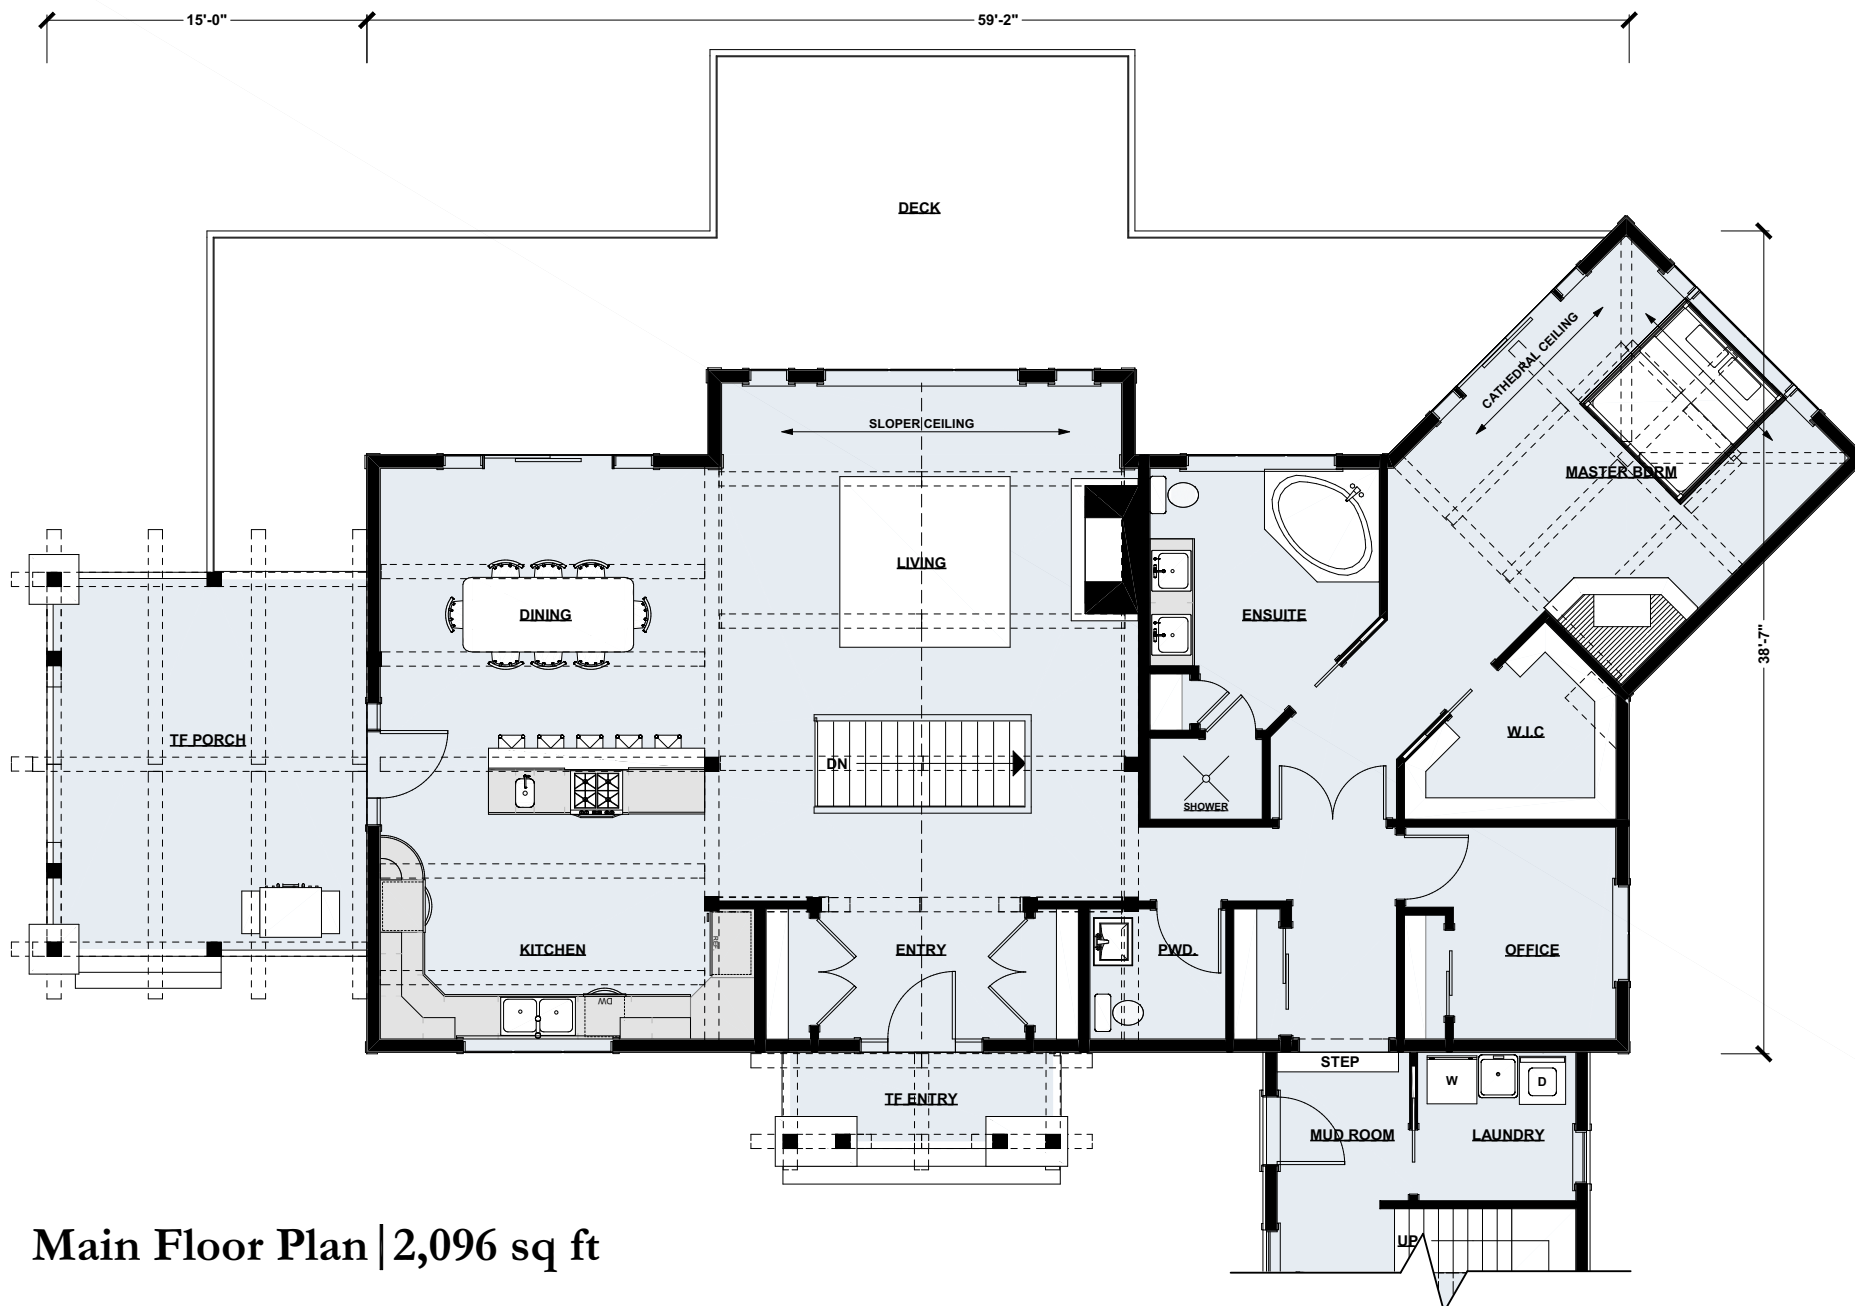 15'-0"
59'-2"
DECK
CATHEDRAL CEILING
SLOPER CEILING
MASTER BDRM
LIVING
DINING
ENSUITE
38'-7"
TF PORCH
W.I.C
DN
SHOWER
KITCHEN
REF
ENTRY
PWD.
OFFICE
DW
STEP
W
D
TF ENTRY
MUD ROOM
LAUNDRY
UP
Main Floor Plan|2,096 sq ft